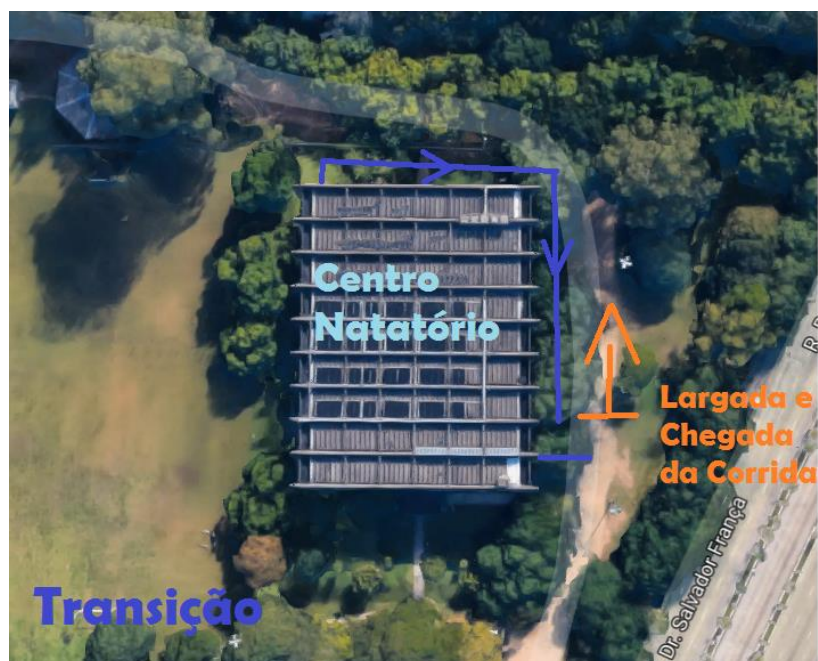 Centro
Natatório
Largada e
Chegada
da Corrida
Transição
Dr. Salvador França